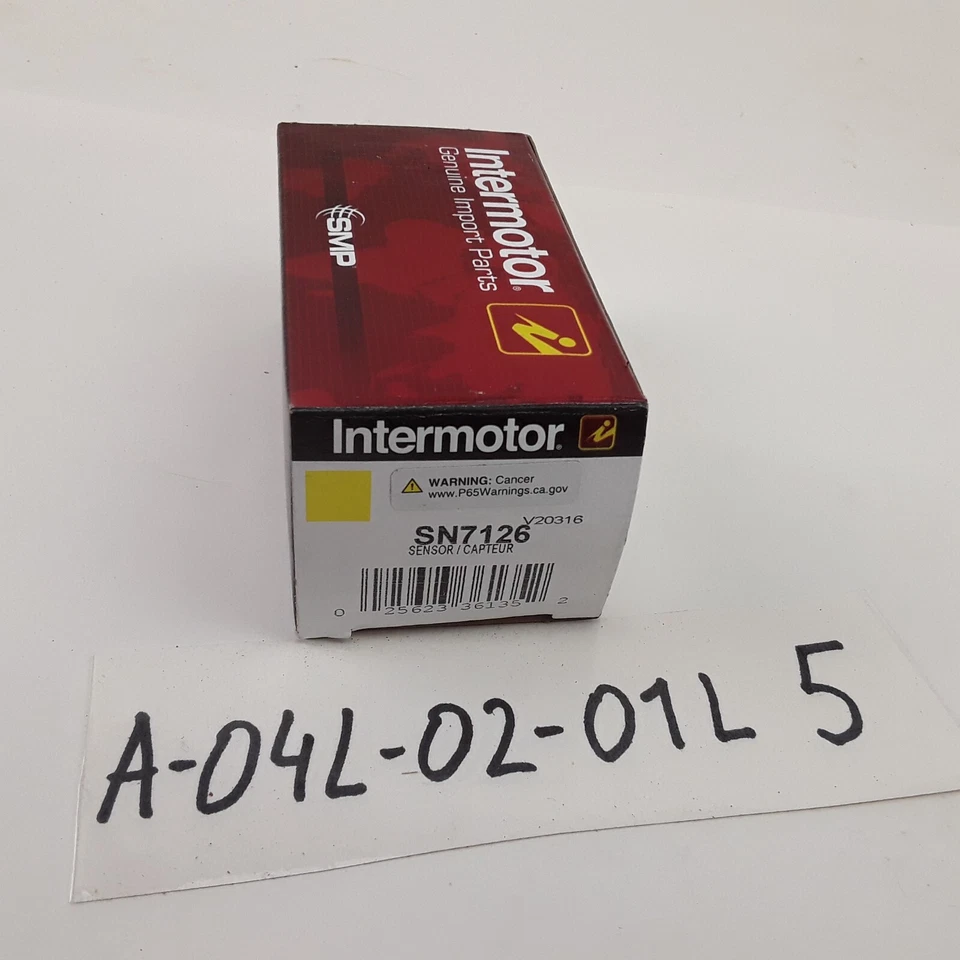 Intermotor®
Genuine Import Parts
SMP
Intermotor®
WARNING: Cancer
www.P65Warnings.ca.gov
V20316
SN7126
SENSOR / CAPTEUR
0 25623 36135 2
A-04L-02-01L 5